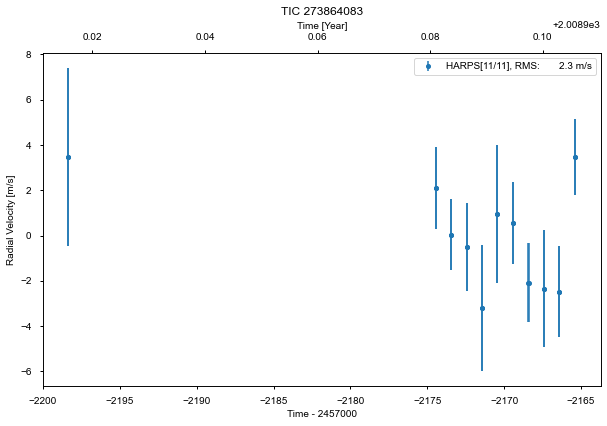 TIC 273864083
Time [Year]
+2.0089e3
0.02 0.04 0.06 0.08 0.10
HARPS[11/11], RMS: 2.3 m/s
8
6
4
2
0
−2
−4
−6
Radial Velocity [m/s]
−2200 −2195 −2190 −2185 −2180 −2175 −2170 −2165
Time - 2457000